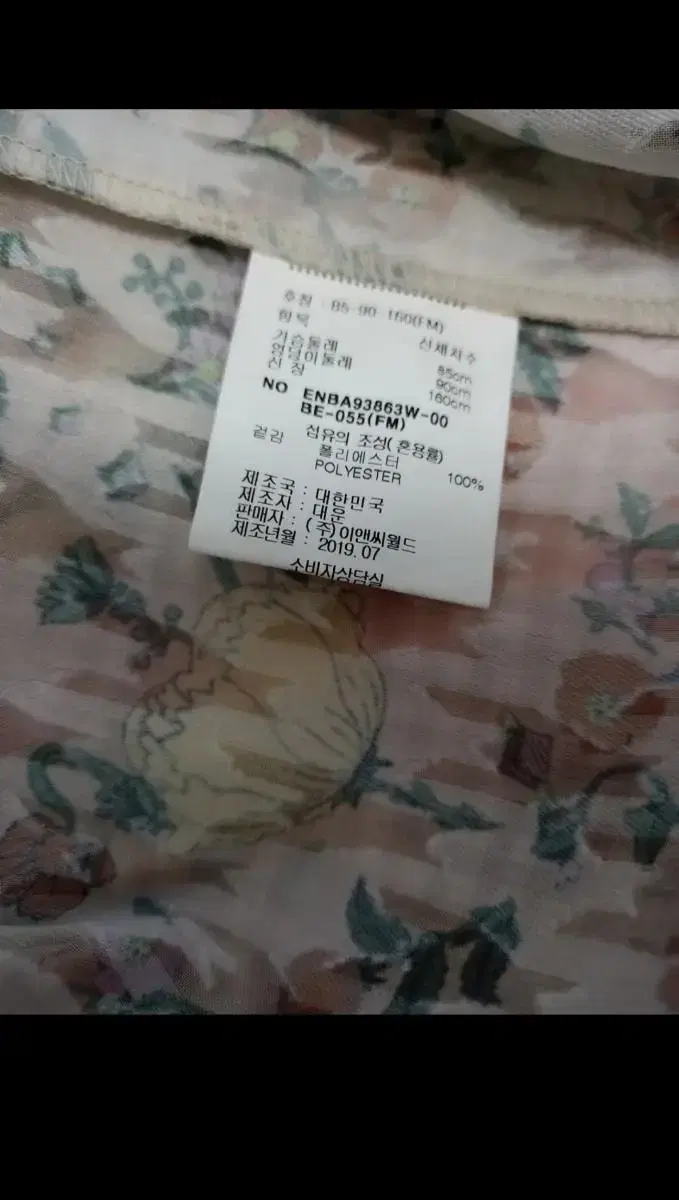 호칭 : 85-90-160(FM)
항목 신체치수
가슴둘레 85cm
엉덩이둘레 90cm
신 장 160cm
NO ENBA93863W-00
BE-055(FM)
섬유의 조성(혼용률)
겉감 폴리에스터
POLYESTER 100%
제조국 : 대한민국
제조자 : 대운
판매자 : (주)이앤씨월드
제조년월 : 2019.07
소비자상담실